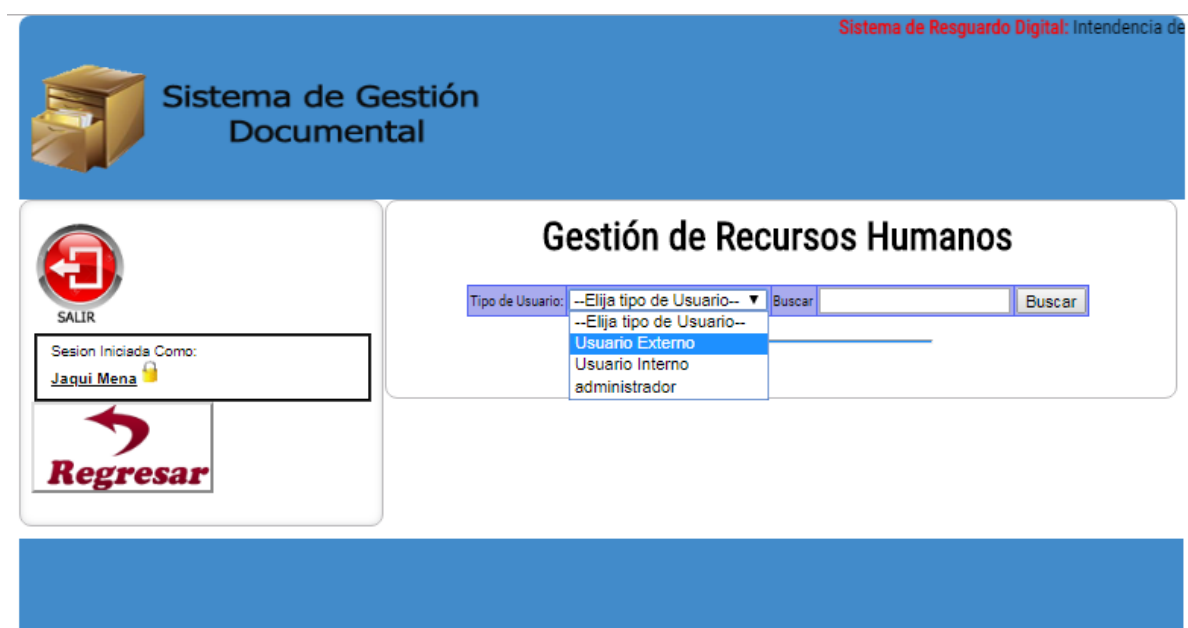 Sistema de Resguardo Digital: Intendencia de
Sistema de Gestión
Documental
SALIR
Sesion Iniciada Como:
Jaqui Mena
Regresar
Gestión de Recursos Humanos
Tipo de Usuario: --Elija tipo de Usuario-- Buscar Buscar
--Elija tipo de Usuario--
Usuario Externo
Usuario Interno
administrador